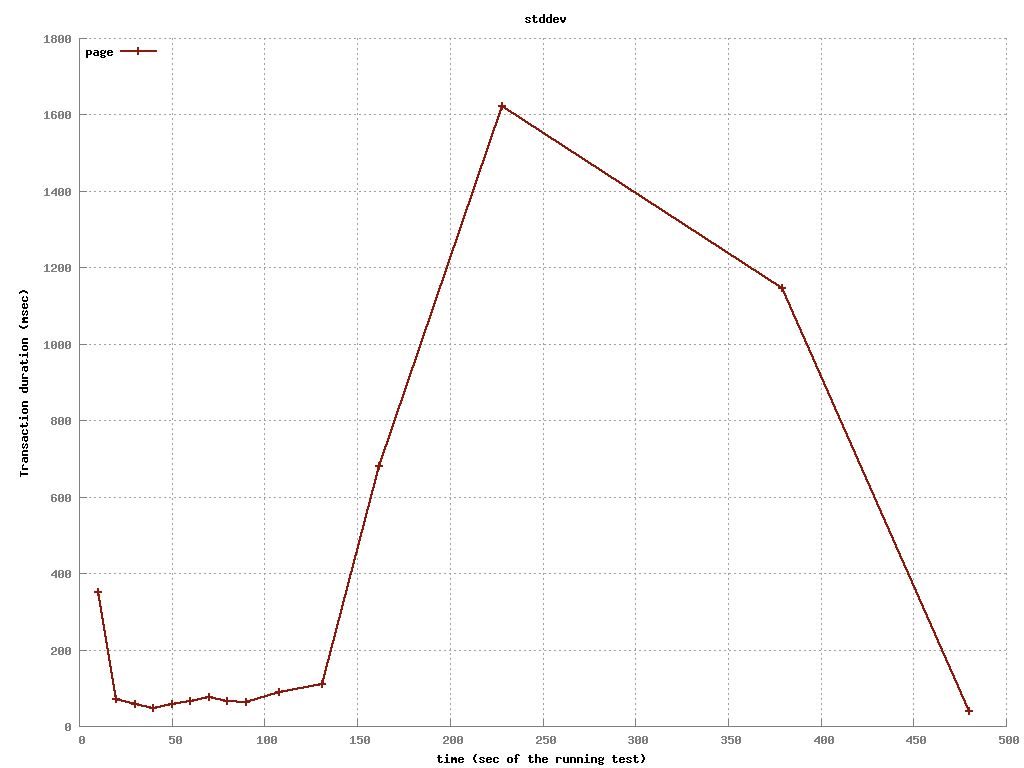 stddev
page
1800
1600
1400
1200
1000
800
600
400
200
0
Transaction duration (msec)
0 50 100 150 200 250 300 350 400 450 500
time (sec of the running test)